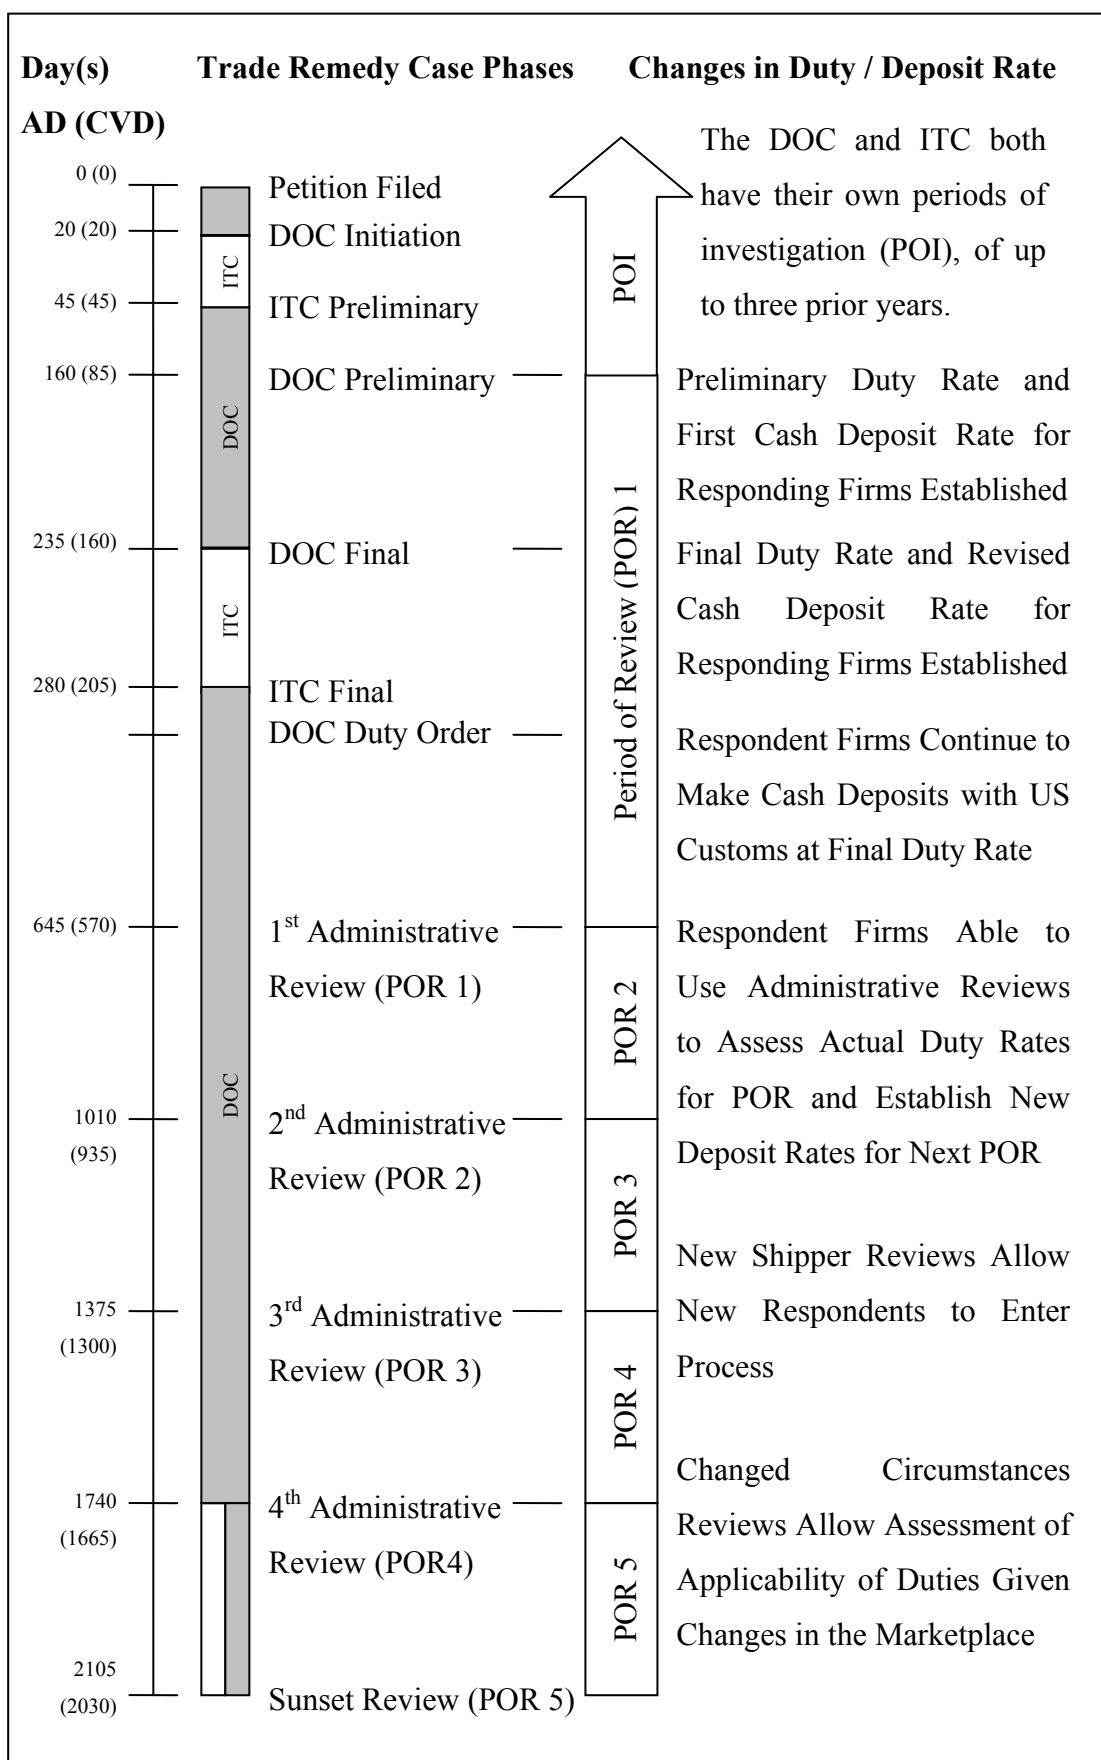 Day(s) Trade Remedy Case Phases Changes in Duty / Deposit Rate
AD (CVD)
The DOC and ITC both
have their own periods of
investigation (POI), of up
to three prior years.
0 (0)
Petition Filed
20 (20)
DOC Initiation
ITC
POI
45 (45)
ITC Preliminary
160 (85)
DOC Preliminary
Preliminary Duty Rate and
First Cash Deposit Rate for
Responding Firms Established
DOC
Period of Review (POR) 1
235 (160)
DOC Final
Final Duty Rate and Revised
Cash Deposit Rate for
Responding Firms Established
ITC
280 (205)
ITC Final
DOC Duty Order
Respondent Firms Continue to
Make Cash Deposits with US
Customs at Final Duty Rate
645 (570)
1st Administrative
Review (POR 1)
Respondent Firms Able to
Use Administrative Reviews
to Assess Actual Duty Rates
for POR and Establish New
Deposit Rates for Next POR
POR 2
DOC
1010
(935)
2nd Administrative
Review (POR 2)
POR 3
New Shipper Reviews Allow
New Respondents to Enter
Process
1375
(1300)
3rd Administrative
Review (POR 3)
POR 4
Changed Circumstances
Reviews Allow Assessment of
Applicability of Duties Given
Changes in the Marketplace
1740
(1665)
4th Administrative
Review (POR4)
POR 5
2105
(2030)
Sunset Review (POR 5)